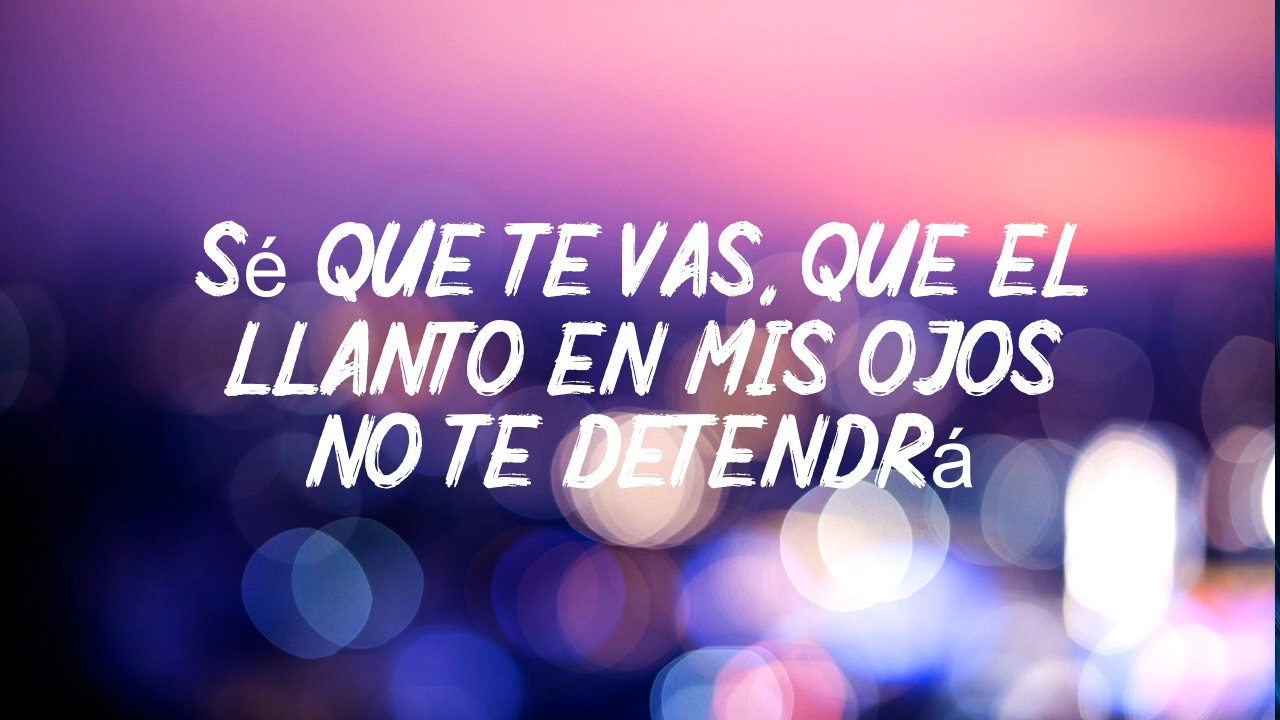 Sé QUE TE VAS, QUE EL
LLANTO EN MIS OJOS
NO TE DETENDRá